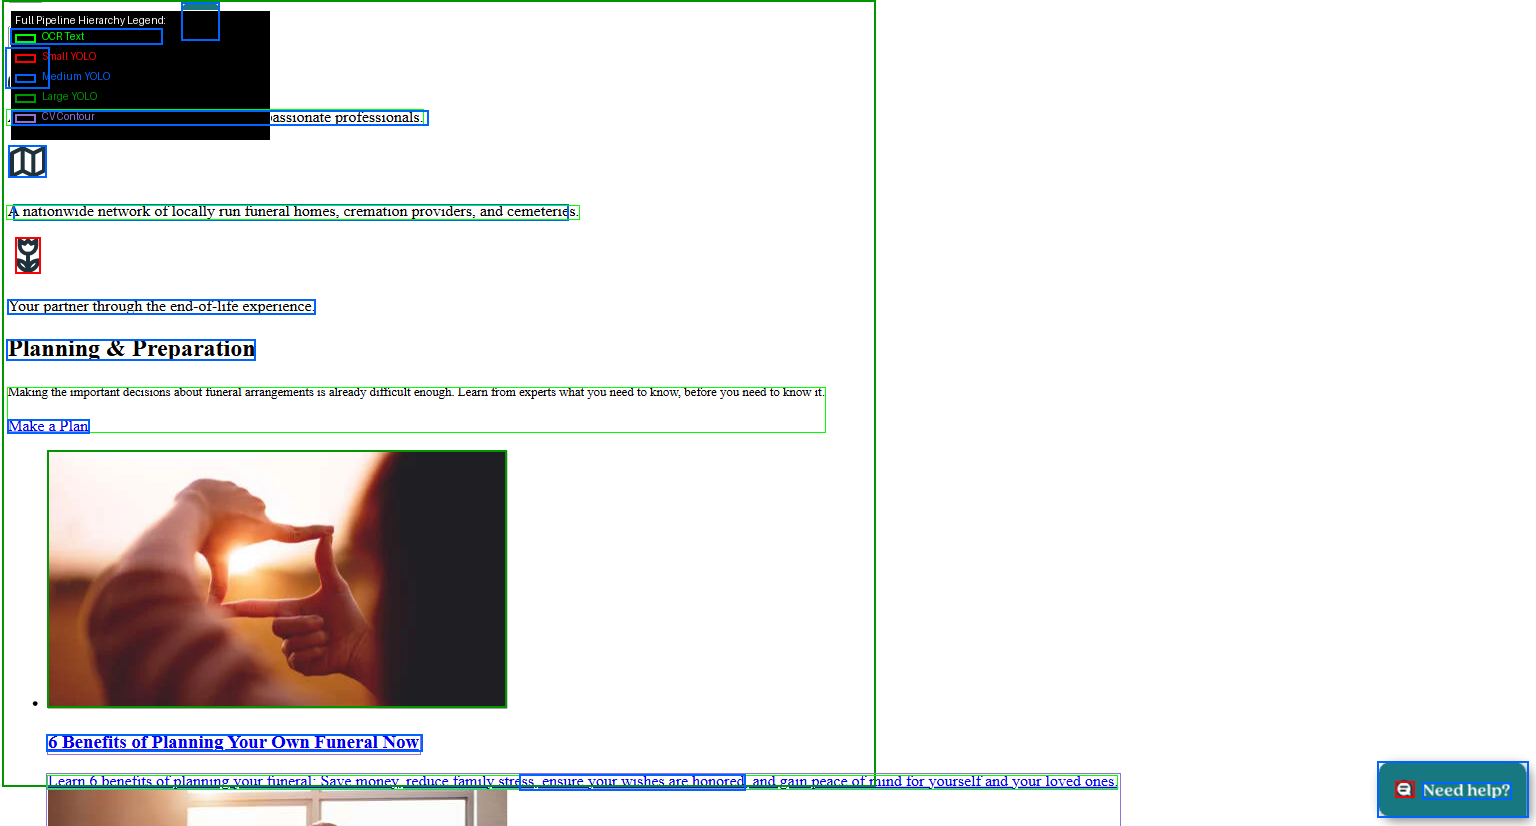 Full Pipeline Hierarchy Legend:
OCR Text
Small YOLO
Medium YOLO
Large YOLO
CV Contour
passionate professionals.
A nationwide network of locally run funeral homes, cremation providers, and cemeteries.
Your partner through the end-of-life experience.
Planning & Preparation
Making the important decisions about funeral arrangements is already difficult enough. Learn from experts what you need to know, before you need to know it.
Make a Plan
6 Benefits of Planning Your Own Funeral Now
Learn 6 benefits of planning your funeral: Save money, reduce family stress, ensure your wishes are honored, and gain peace of mind for yourself and your loved ones.
Need help?